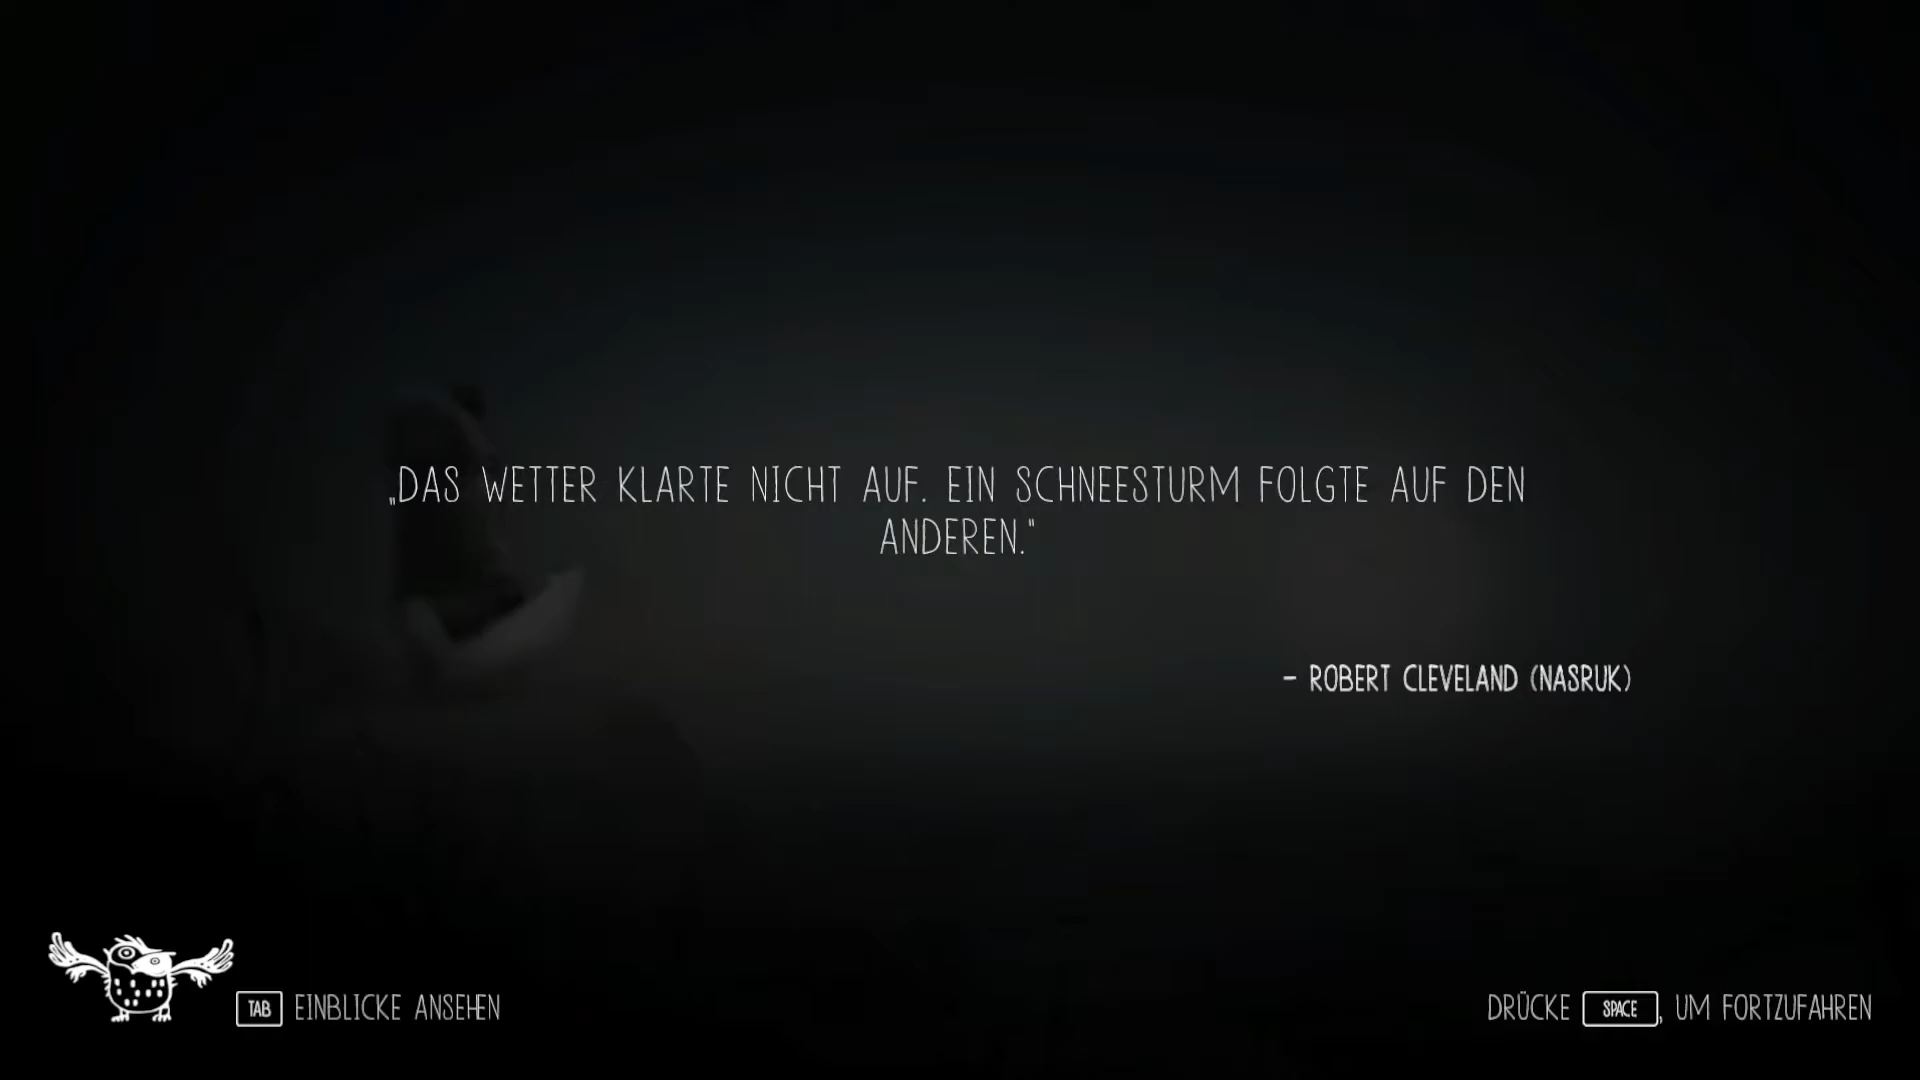 „DAS WETTER KLARTE NICHT AUF. EIN SCHNEESTURM FOLGTE AUF DEN
ANDEREN."
- ROBERT CLEVELAND (NASRUK)
TAB EINBLICKE ANSEHEN
DRÜCKE SPACE, UM FORTZUFAHREN